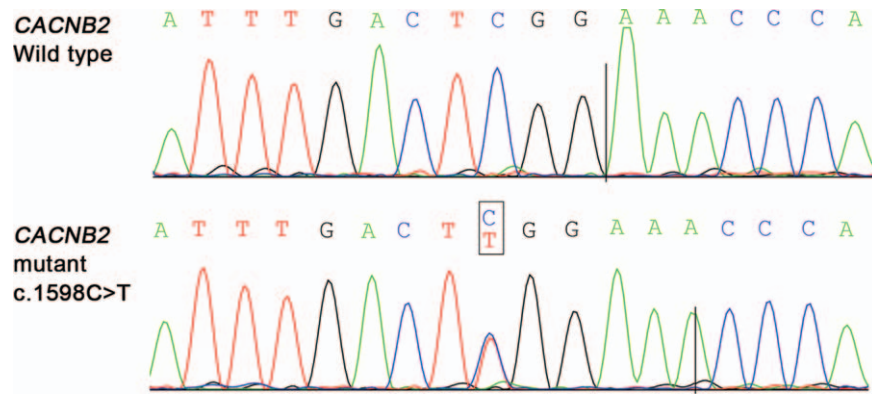 CACNB2
Wild type
A T T T G A C T C G G A A A C C C A
CACNB2
mutant
c.1598C>T
A T T T G A C T C G G A A A C C C A
T